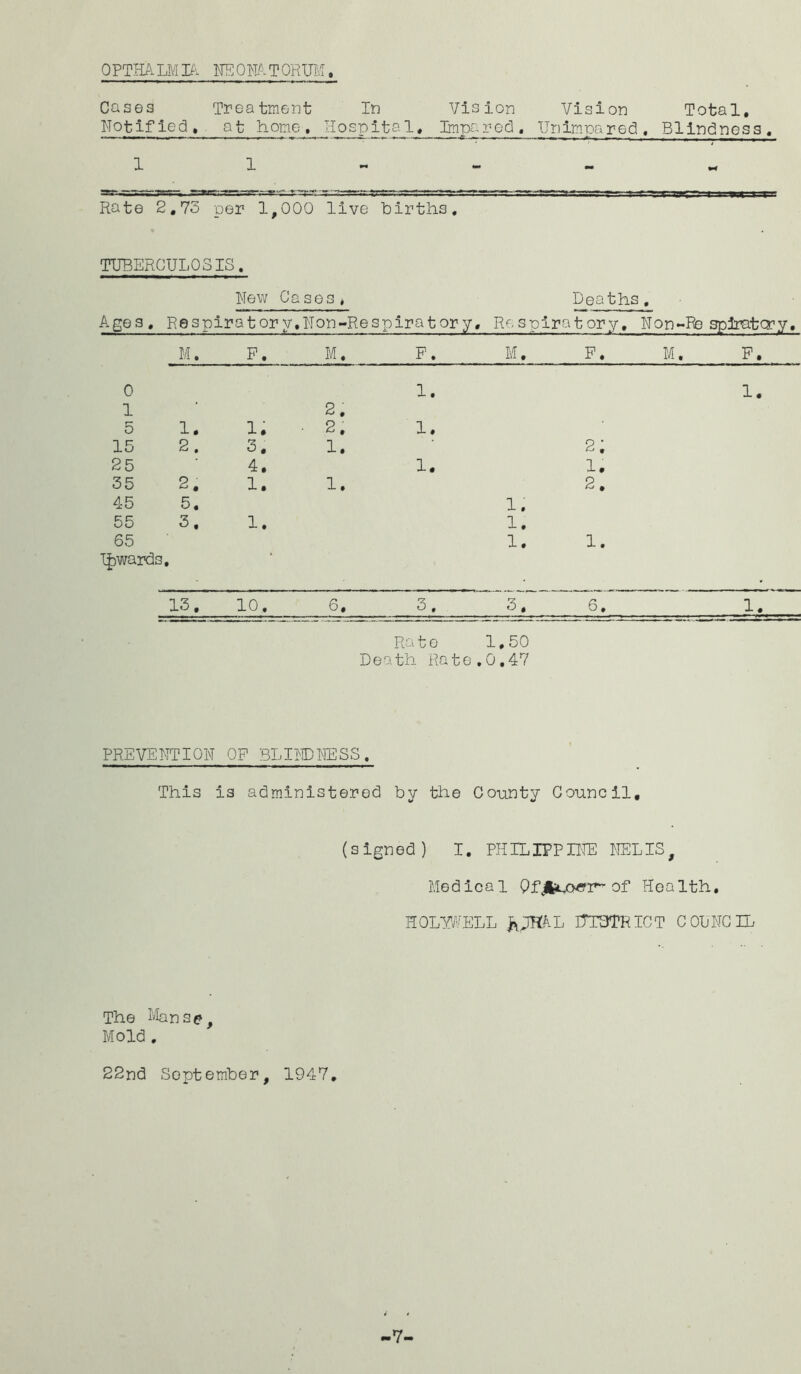 OPTHALMIA NEONATORUM.
Cases Treatment In Vision Vision Total.
Notified. at home. Hospital. Impared. Unimpared. Blindness.
1 1 - - - -
Rate 2.73 per 1,000 live births.
TUBERCULOSIS.
New Cases. Deaths.
Ages. Respiratory. Non-Respiratory. Respiratory. Non-Respiratory.
M. F. M. F. M. F. M. F.
0 1. 1.
1 2.
5 1. 1. 2. 1.
15 2. 3. 1. 2.
25 4. 1. 1.
35 2. 1. 1. 2.
45 5. 1.
55 3. 1. 1.
65 1. 1.
Upwards.
13. 10. 6. 3. 3. 6. 1.
Rate 1.50
Death Rate. 0.47
PREVENTION OF BLINDNESS.
This is administered by the County Council.
(signed) I. PHILIPPINE NELIS,
Medical Officer of Health.
HOLYWELL RURAL DISTRICT COUNCIL
The Manse,
Mold.
22nd September, 1947.
-7-